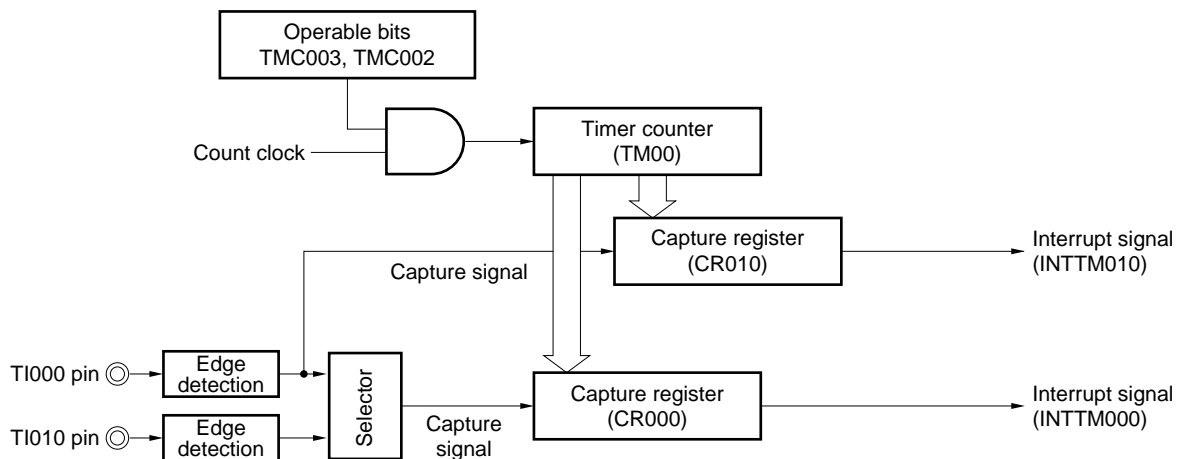 Operable bits
TMC003, TMC002
Count clock
Timer counter
(TM00)
Capture register
(CR010)
Interrupt signal
(INTTM010)
Capture signal
TI000 pin
Edge
detection
Selector
Capture register
(CR000)
Interrupt signal
(INTTM000)
TI010 pin
Edge
detection
Capture
signal